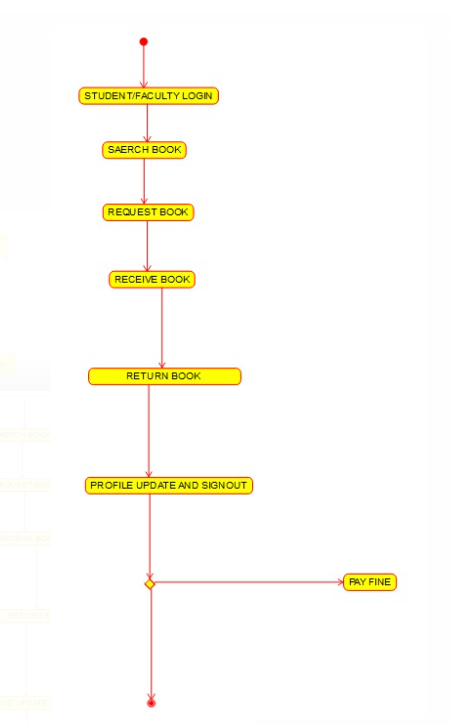 STUDENT/FACULTY LOGIN
SAERCH BOOK
REQUEST BOOK
RECEIVE BOOK
RETURN BOOK
PROFILE UPDATE AND SIGNOUT
PAY FINE